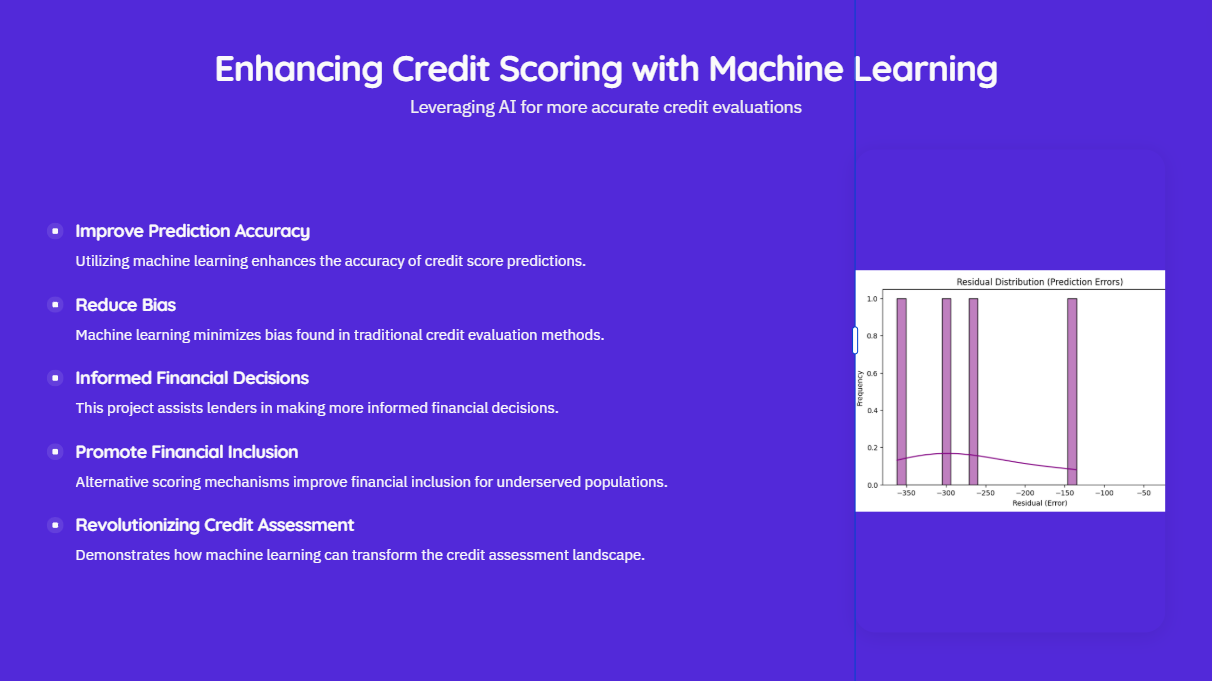 Enhancing Credit Scoring with Machine Learning
Leveraging AI for more accurate credit evaluations
Improve Prediction Accuracy
Utilizing machine learning enhances the accuracy of credit score predictions.
Reduce Bias
Machine learning minimizes bias found in traditional credit evaluation methods.
Informed Financial Decisions
This project assists lenders in making more informed financial decisions.
Promote Financial Inclusion
Alternative scoring mechanisms improve financial inclusion for underserved populations.
Revolutionizing Credit Assessment
Demonstrates how machine learning can transform the credit assessment landscape.
Residual Distribution (Prediction Errors)
1.0
0.8
0.6
0.4
0.2
0.0
Frequency
−350 −300 −250 −200 −150 −100 −50
Residual (Error)